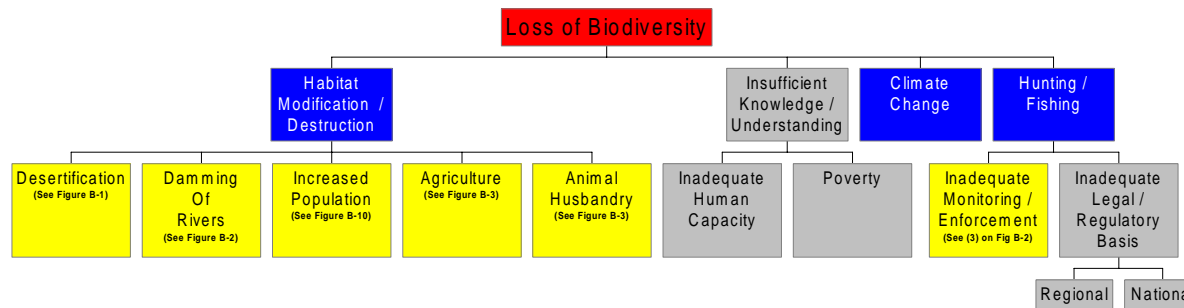 Loss of Biodiversity
Habitat
Modification /
Destruction
Insufficient
Knowledge /
Understanding
Climate
Change
Hunting /
Fishing
Desertification
(See Figure B-1)
Damming
Of
Rivers
(See Figure B-2)
Increased
Population
(See Figure B-10)
Agriculture
(See Figure B-3)
Animal
Husbandry
(See Figure B-3)
Inadequate
Human
Capacity
Poverty
Inadequate
Monitoring /
Enforcement
(See (3) on Fig B-2)
Inadequate
Legal /
Regulatory
Basis
Regional
Nationa